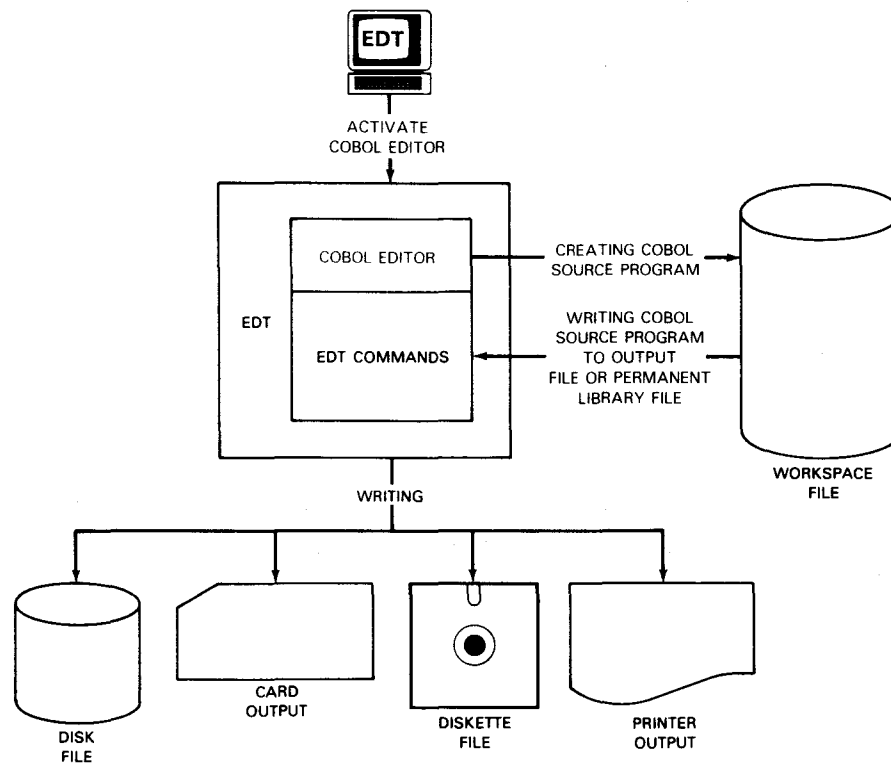 EDT
ACTIVATE
COBOL EDITOR
COBOL EDITOR
EDT
EDT COMMANDS
CREATING COBOL
SOURCE PROGRAM
WRITING COBOL
SOURCE PROGRAM
TO OUTPUT
FILE OR PERMANENT
LIBRARY FILE
WORKSPACE
FILE
WRITING
DISK
FILE
CARD
OUTPUT
DISKETTE
FILE
PRINTER
OUTPUT